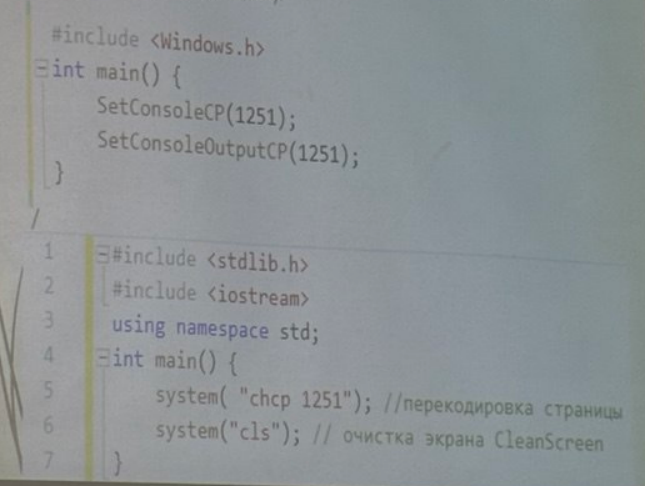 #include <Windows.h>
int main() {
SetConsoleCP(1251);
SetConsoleOutputCP(1251);
}
1 #include <stdlib.h>
2 #include <iostream>
3 using namespace std;
4 int main() {
5 system( "chcp 1251"); //перекодировка страницы
6 system("cls"); // очистка экрана CleanScreen
7 }